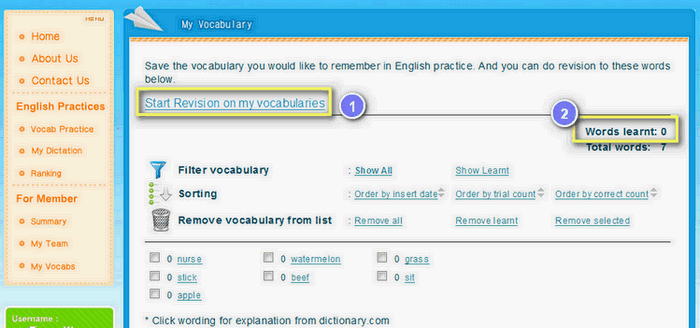 MENU
Home
About Us
Contact Us
English Practices
Vocab Practice
My Dictation
Ranking
For Member
Summary
My Team
My Vocabs
Username :
My Vocabulary
Save the vocabulary you would like to remember in English practice. And you can do revision to these words
below.
Start Revision on my vocabularies 1
2
Words learnt: 0
Total words: 7
Filter vocabulary : Show All Show Learnt
Sorting : Order by insert date Order by trial count Order by correct count
Remove vocabulary from list : Remove all Remove learnt Remove selected
0 nurse 0 watermelon 0 grass
0 stick 0 beef 0 sit
0 apple
* Click wording for explanation from dictionary.com